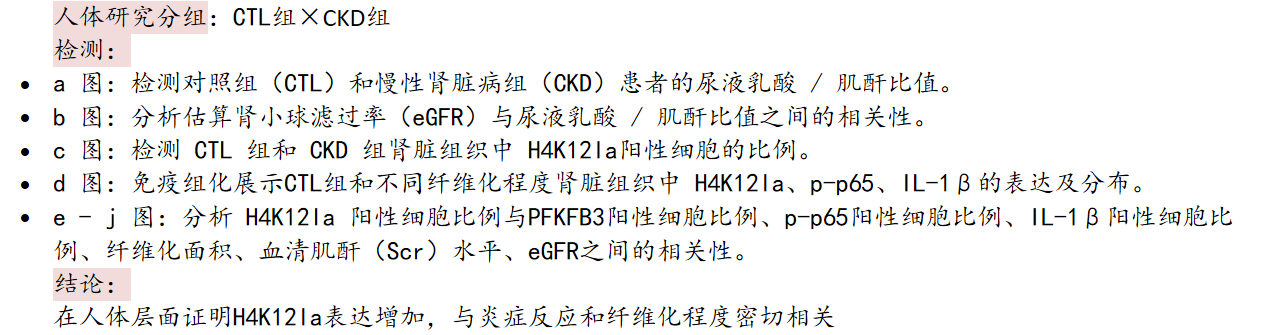 人体研究分组：CTL组×CKD组
检测：
• a 图：检测对照组（CTL）和慢性肾脏病组（CKD）患者的尿液乳酸 / 肌酐比值。
• b 图：分析估算肾小球滤过率（eGFR）与尿液乳酸 / 肌酐比值之间的相关性。
• c 图：检测 CTL 组和 CKD 组肾脏组织中 H4K12la阳性细胞的比例。
• d 图：免疫组化展示CTL组和不同纤维化程度肾脏组织中 H4K12la、p-p65、IL-1β的表达及分布。
• e - j 图：分析 H4K12la 阳性细胞比例与PFKFB3阳性细胞比例、p-p65阳性细胞比例、IL-1β阳性细胞比
例、纤维化面积、血清肌酐（Scr）水平、eGFR之间的相关性。
结论：
在人体层面证明H4K12la表达增加，与炎症反应和纤维化程度密切相关